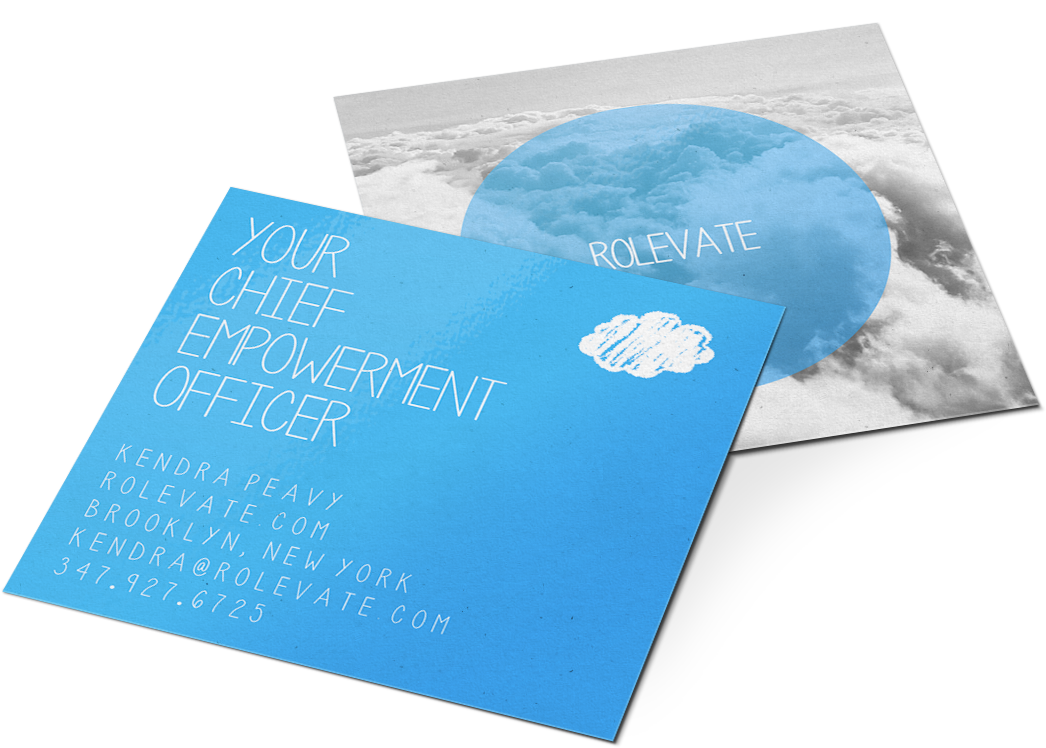 YOUR
CHIEF
EMPOWERMENT
OFFICER
KENDRA PEAVY
ROLEVATE.COM
BROOKLYN, NEW YORK
KENDRA@ROLEVATE.COM
347.927.6725
ROLEVATE